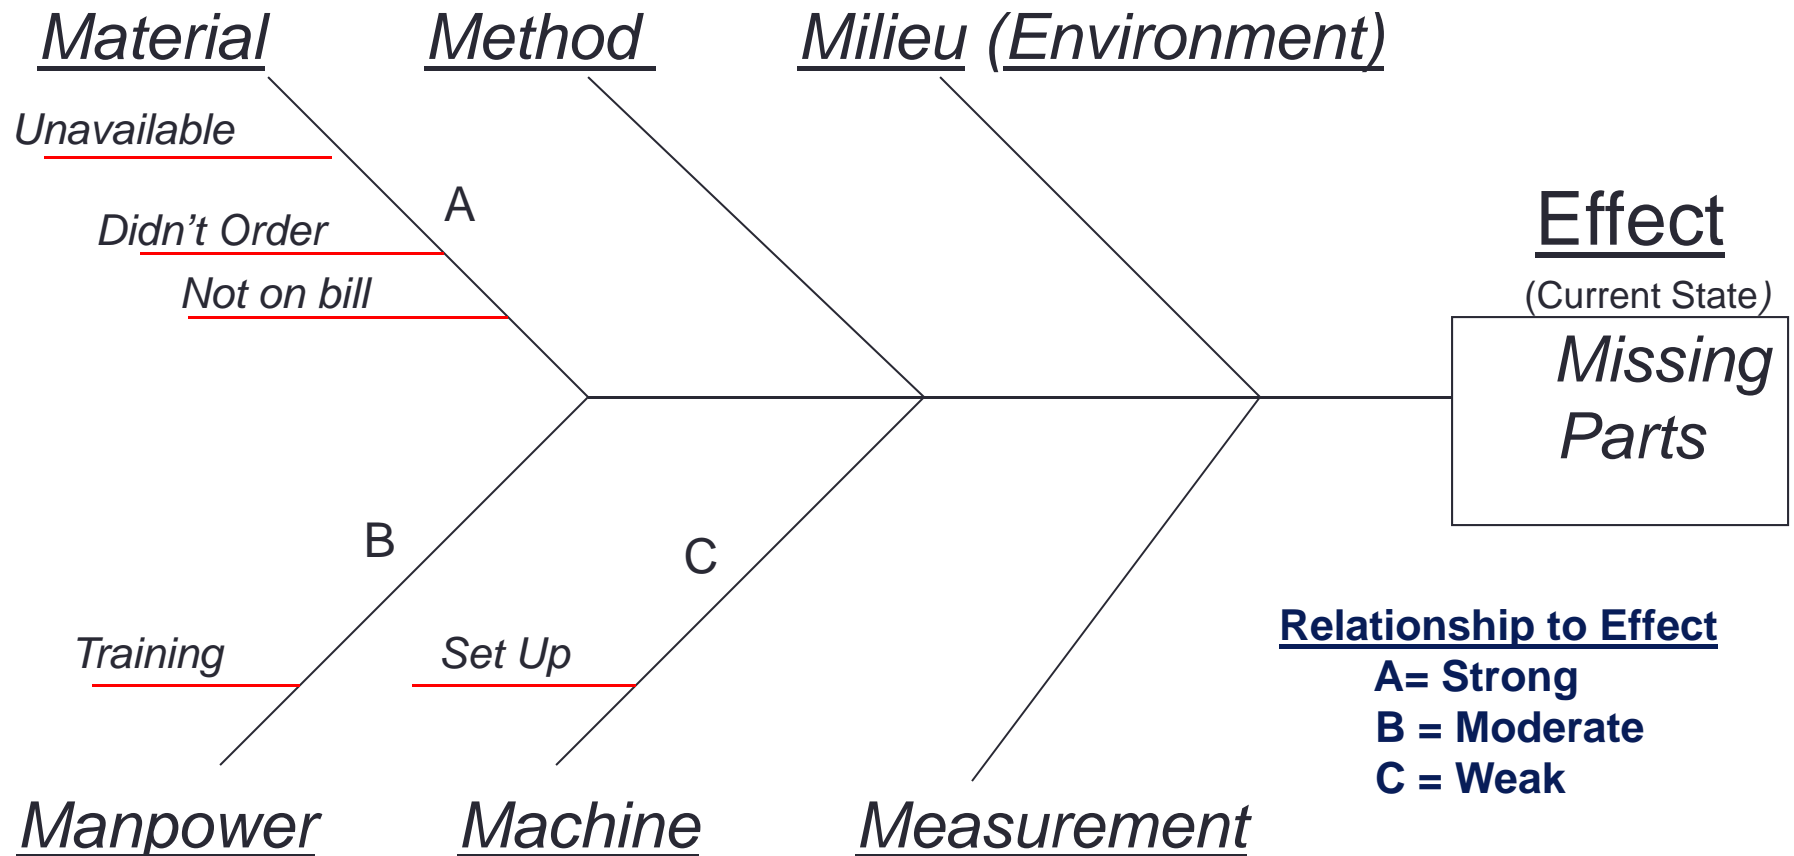 Material Method Milieu (Environment)
Unavailable
A
Didn’t Order
Not on bill
Effect
(Current State)
Missing
Parts
B
C
Training
Set Up
Relationship to Effect
A= Strong
B = Moderate
C = Weak
Manpower Machine Measurement